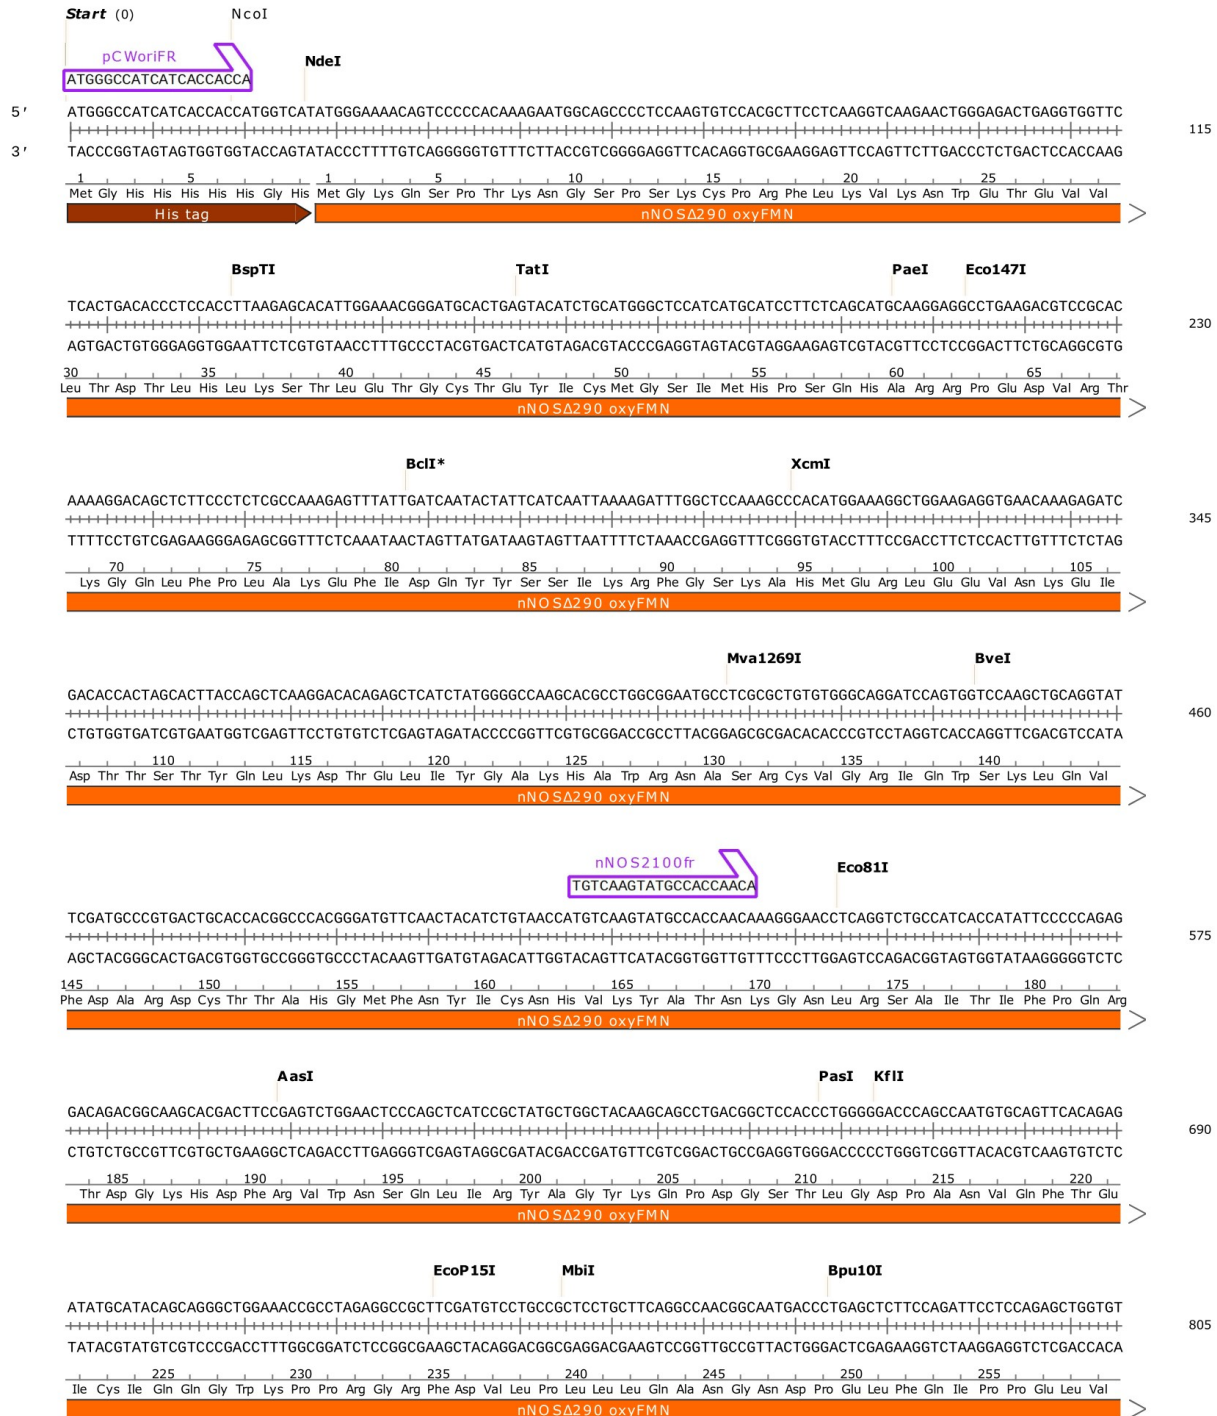 Start (0) NcoI
pCWoriFR
NdeI
ATGGGCCATCATCACCACCA
5′ ATGGGCCATCATCACCACCATGGTCATATGGGAAAACAGTCCCCCACAAAGAATGGCAGCCCCTCCAAGTGTCCACGCTTCCTCAAGGTCAAGAACTGGGAGACTGAGGTGGTTC
115
3′ TACCCGGTAGTAGTGGTGGTACCAGTATACCCTTTTGTCAGGGGGTGTTTCTTACCGTCGGGGAGGTTCACAGGTGCGAAGGAGTTCCAGTTCTTGACCCTCTGACTCCACCAAG
1 5 1 5 10 15 20 25
Met Gly His His His His His Gly His Met Gly Lys Gln Ser Pro Thr Lys Asn Gly Ser Pro Ser Lys Cys Pro Arg Phe Leu Lys Val Lys Asn Trp Glu Thr Glu Val Val
His tag nNOSΔ290 oxyFMN
BspTI TatI PaeI Eco147I
TCACTGACACCCTCCACCTTAAGAGCACATTGGAAACGGGATGCACTGAGTACATCTGCATGGGCTCCATCATGCATCCTTCTCAGCATGCAAGGAGGCCTGAAGACGTCCGCAC
230
AGTGACTGTGGGAGGTGGAATTCTCGTGTAACCTTTGCCCTACGTGACTCATGTAGACGTACCCGAGGTAGTACGTAGGAAGAGTCGTACGTTCCTCCGGACTTCTGCAGGCGTG
30 35 40 45 50 55 60 65
Leu Thr Asp Thr Leu His Leu Lys Ser Thr Leu Glu Thr Gly Cys Thr Glu Tyr Ile Cys Met Gly Ser Ile Met His Pro Ser Gln His Ala Arg Arg Pro Glu Asp Val Arg Thr
nNOSΔ290 oxyFMN
BclI* XcmI
AAAAGGACAGCTCTTCCCTCTCGCCAAAGAGTTTATTGATCAATACTATTCATCAATTAAAAGATTTGGCTCCAAAGCCCACATGGAAAGGCTGGAAGAGGTGAACAAAGAGATC
345
TTTTCCTGTCGAGAAGGGAGAGCGGTTTCTCAAATAACTAGTTATGATAAGTAGTTAATTTTCTAAACCGAGGTTTCGGGTGTACCTTTCCGACCTTCTCCACTTGTTTCTCTAG
70 75 80 85 90 95 100 105
Lys Gly Gln Leu Phe Pro Leu Ala Lys Glu Phe Ile Asp Gln Tyr Tyr Ser Ser Ile Lys Arg Phe Gly Ser Lys Ala His Met Glu Arg Leu Glu Glu Val Asn Lys Glu Ile
nNOSΔ290 oxyFMN
Mva1269I BveI
GACACCACTAGCACTTACCAGCTCAAGGACACAGAGCTCATCTATGGGGCCAAGCACGCCTGGCGGAATGCCTCGCGCTGTGTGGGCAGGATCCAGTGGTCCAAGCTGCAGGTAT
460
CTGTGGTGATCGTGAATGGTCGAGTTCCTGTGTCTCGAGTAGATACCCCGGTTCGTGCGGACCGCCTTACGGAGCGCGACACACCCGTCCTAGGTCACCAGGTTCGACGTCCATA
110 115 120 125 130 135 140
Asp Thr Thr Ser Thr Tyr Gln Leu Lys Asp Thr Glu Leu Ile Tyr Gly Ala Lys His Ala Trp Arg Asn Ala Ser Arg Cys Val Gly Arg Ile Gln Trp Ser Lys Leu Gln Val
nNOSΔ290 oxyFMN
nNOS2100fr
Eco81I
TGTCAAGTATGCCACCAACA
TCGATGCCCGTGACTGCACCACGGCCCACGGGATGTTCAACTACATCTGTAACCATGTCAAGTATGCCACCAACAAAGGGAACCTCAGGTCTGCCATCACCATATTCCCCCAGAG
575
AGCTACGGGCACTGACGTGGTGCCGGGTGCCCTACAAGTTGATGTAGACATTGGTACAGTTCATACGGTGGTTGTTTCCCTTGGAGTCCAGACGGTAGTGGTATAAGGGGGTCTC
145 150 155 160 165 170 175 180
Phe Asp Ala Arg Asp Cys Thr Thr Ala His Gly Met Phe Asn Tyr Ile Cys Asn His Val Lys Tyr Ala Thr Asn Lys Gly Asn Leu Arg Ser Ala Ile Thr Ile Phe Pro Gln Arg
nNOSΔ290 oxyFMN
AasI PasI KflI
GACAGACGGCAAGCACGACTTCCGAGTCTGGAACTCCCAGCTCATCCGCTATGCTGGCTACAAGCAGCCTGACGGCTCCACCCTGGGGGACCCAGCCAATGTGCAGTTCACAGAG
690
CTGTCTGCCGTTCGTGCTGAAGGCTCAGACCTTGAGGGTCGAGTAGGCGATACGACCGATGTTCGTCGGACTGCCGAGGTGGGACCCCCTGGGTCGGTTACACGTCAAGTGTCTC
185 190 195 200 205 210 215 220
Thr Asp Gly Lys His Asp Phe Arg Val Trp Asn Ser Gln Leu Ile Arg Tyr Ala Gly Tyr Lys Gln Pro Asp Gly Ser Thr Leu Gly Asp Pro Ala Asn Val Gln Phe Thr Glu
nNOSΔ290 oxyFMN
EcoP15I MbiI Bpu10I
ATATGCATACAGCAGGGCTGGAAACCGCCTAGAGGCCGCTTCGATGTCCTGCCGCTCCTGCTTCAGGCCAACGGCAATGACCCTGAGCTCTTCCAGATTCCTCCAGAGCTGGTGT
805
TATACGTATGTCGTCCCGACCTTTGGCGGATCTCCGGCGAAGCTACAGGACGGCGAGGACGAAGTCCGGTTGCCGTTACTGGGACTCGAGAAGGTCTAAGGAGGTCTCGACCACA
225 230 235 240 245 250 255
Ile Cys Ile Gln Gln Gly Trp Lys Pro Pro Arg Gly Arg Phe Asp Val Leu Pro Leu Leu Leu Gln Ala Asn Gly Asn Asp Pro Glu Leu Phe Gln Ile Pro Pro Glu Leu Val
nNOSΔ290 oxyFMN